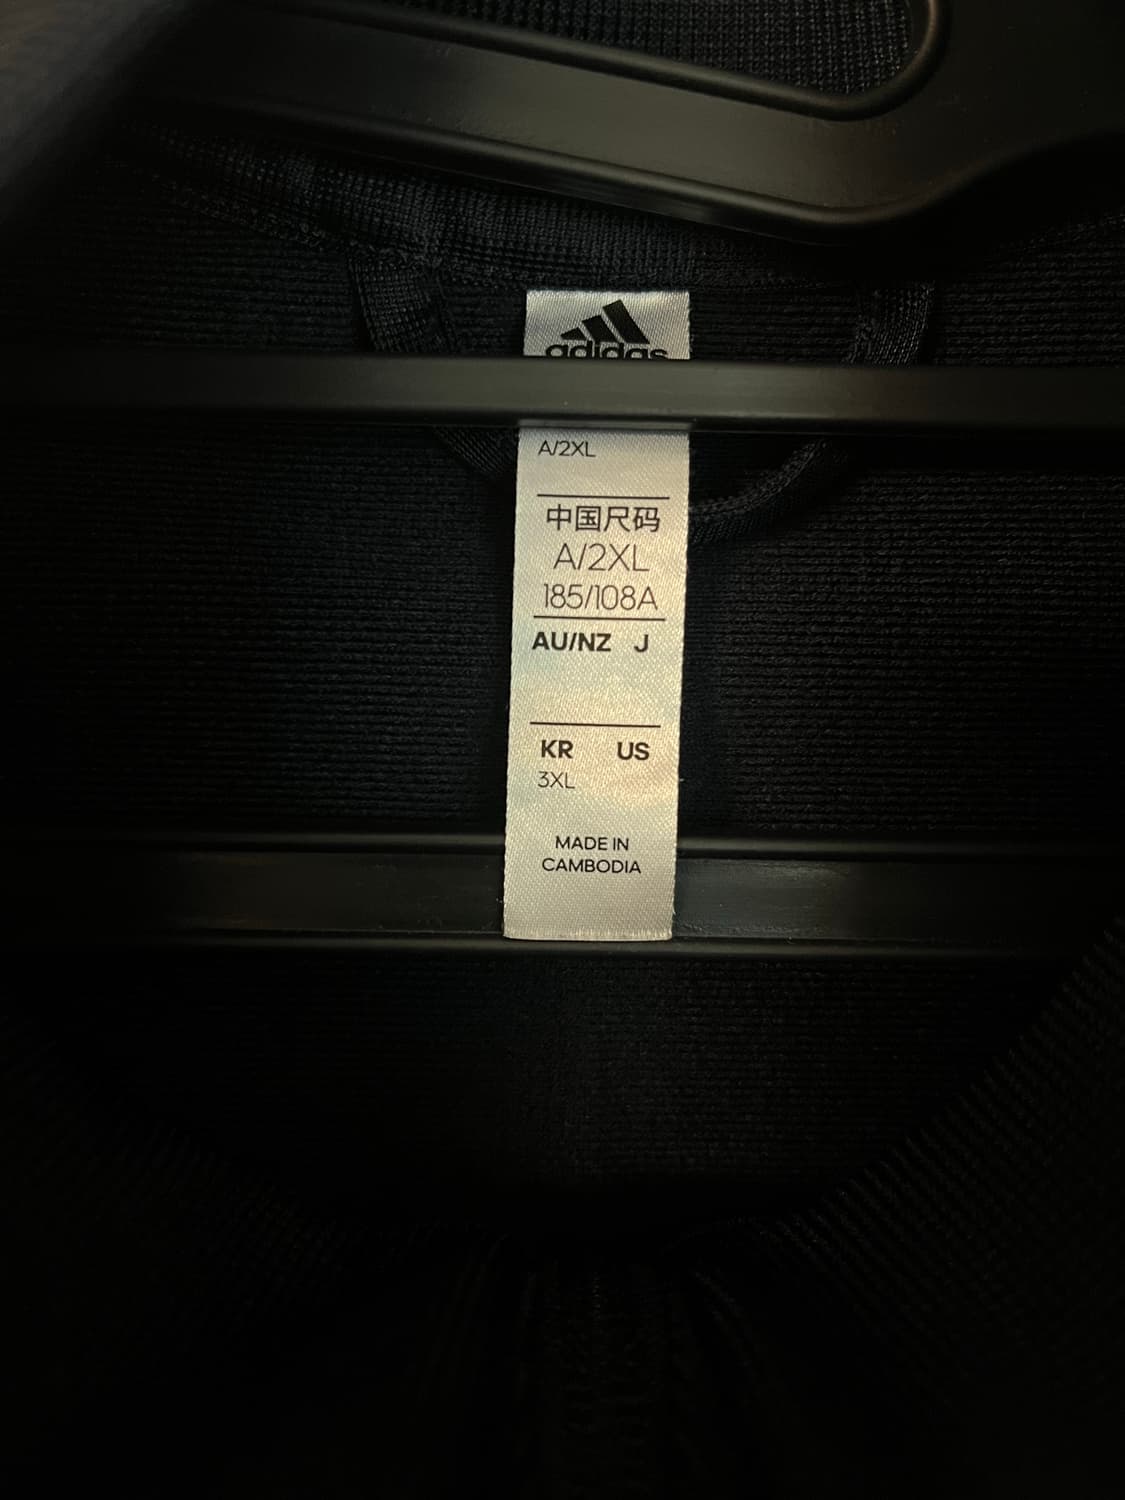 adidas
A/2XL
中国尺码
A/2XL
185/108A
AU/NZ J
KR US
3XL
MADE IN
CAMBODIA